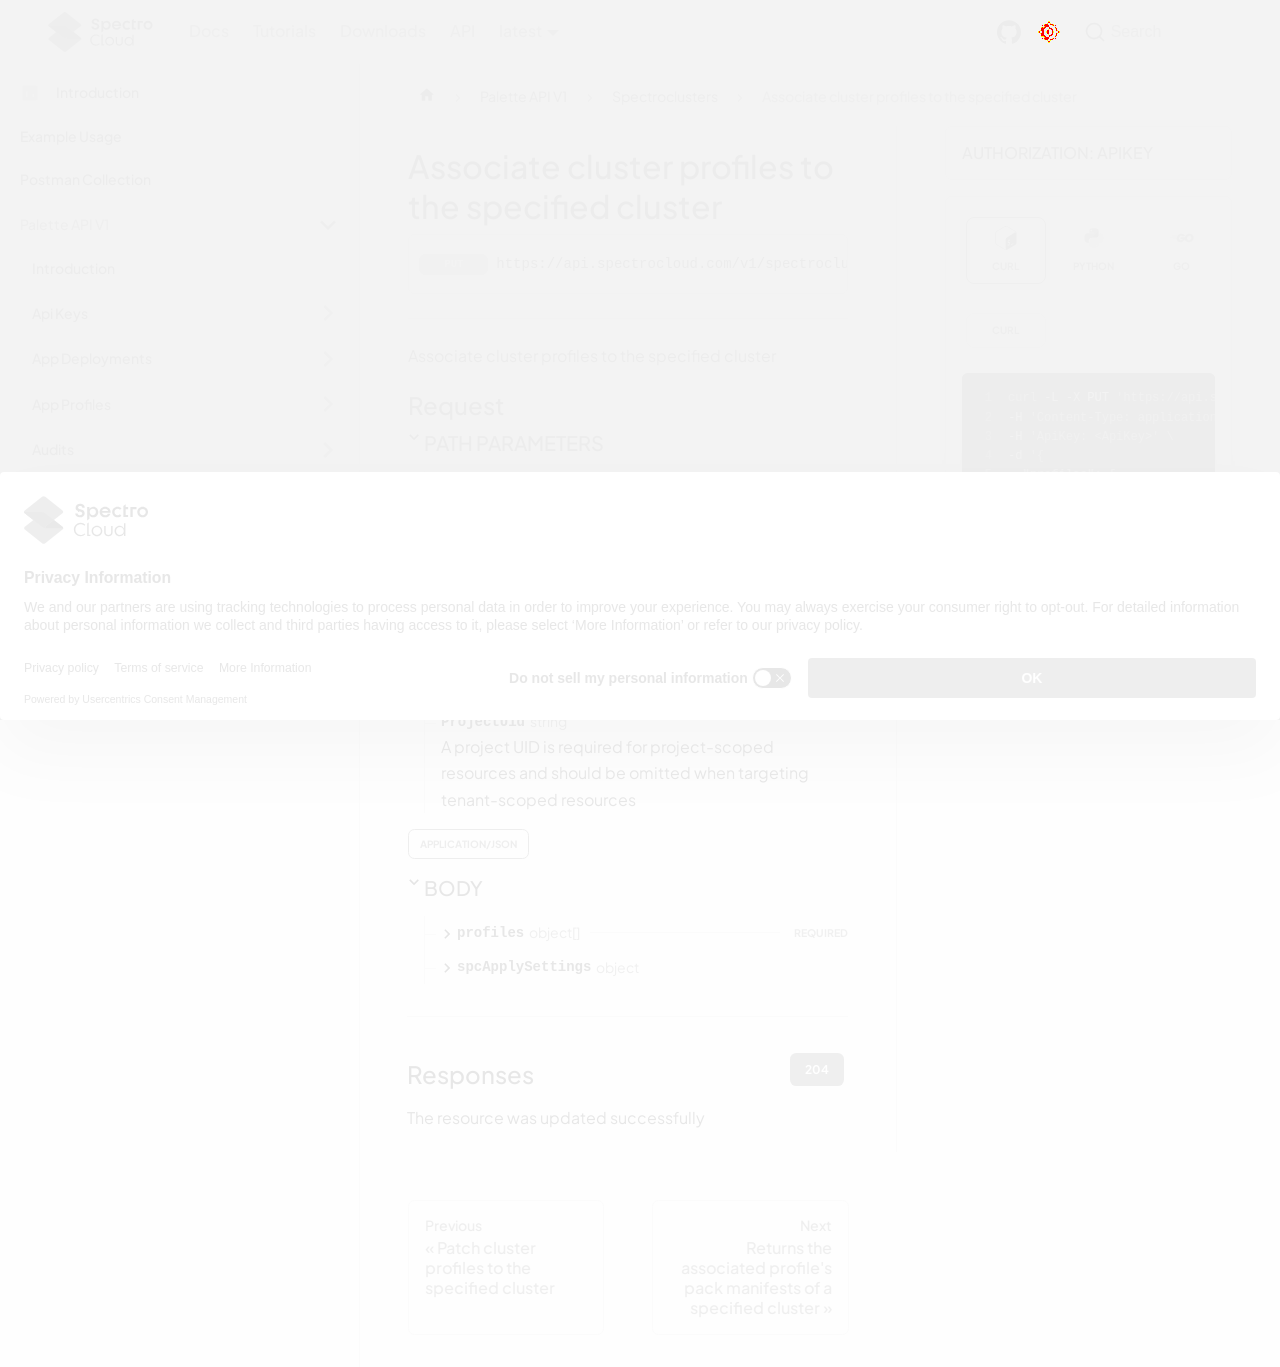 Spectro
Cloud
Docs Tutorials Downloads API latest
Search
Introduction
Palette API V1 Spectroclusters Associate cluster profiles to the specified cluster
Example Usage
Postman Collection
Palette API V1
Introduction
Api Keys
App Deployments
App Profiles
Audits
Associate cluster profiles to
the specified cluster
https://api.spectrocloud.com/v1/spectroclu
Associate cluster profiles to the specified cluster
Request
PATH PARAMETERS
AUTHORIZATION: APIKEY
CURL PYTHON GO
CURL
Spectro
Cloud
Privacy Information
We and our partners are using tracking technologies to process personal data in order to improve your experience. You may always exercise your consumer right to opt-out. For detailed information
about personal information we collect and third parties having access to it, please select 'More Information' or refer to our privacy policy.
Privacy policy Terms of service More Information
Do not sell my personal information
OK
Powered by Usercentrics Consent Management
ProjectUid string
A project UID is required for project-scoped
resources and should be omitted when targeting
tenant-scoped resources
APPLICATION/JSON
BODY
profiles object[] REQUIRED
spcApplySettings object
Responses
204
The resource was updated successfully
Previous
« Patch cluster
profiles to the
specified cluster
Next
Returns the
associated profile's
pack manifests of a
specified cluster »